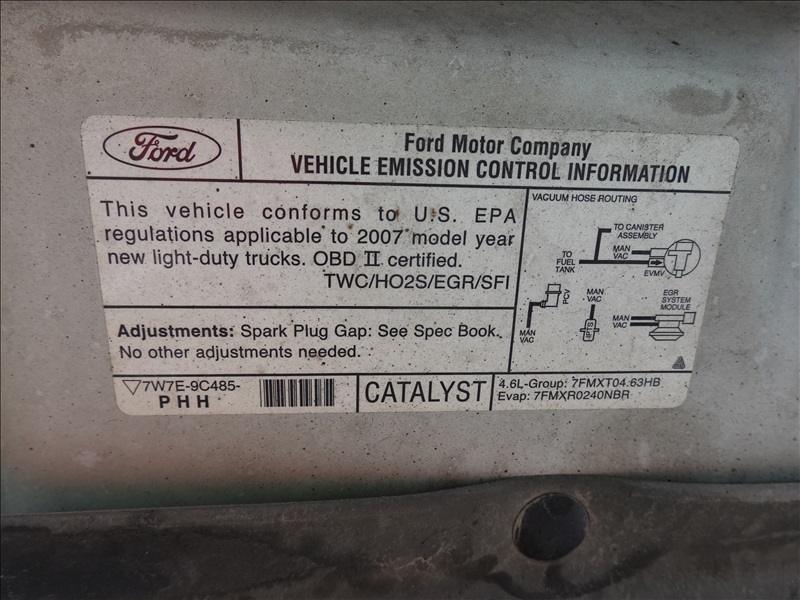 Ford
Ford Motor Company
VEHICLE EMISSION CONTROL INFORMATION
This vehicle conforms to U.S. EPA
regulations applicable to 2007 model year
new light-duty trucks. OBD II certified.
TWC/HO2S/EGR/SFI
Adjustments: Spark Plug Gap: See Spec Book.
No other adjustments needed.
VACUUM HOSE ROUTING
TO CANISTER
ASSEMBLY
MAN
VAC
TO
FUEL
TANK
EVMV
PCV
MAN
VAC
EGR
SYSTEM
MODULE
MAN
VAC
MAN
VAC
7W7E-9C485-
PHH
CATALYST
4.6L-Group: 7FMXT04.63HB
Evap: 7FMXR0240NBR